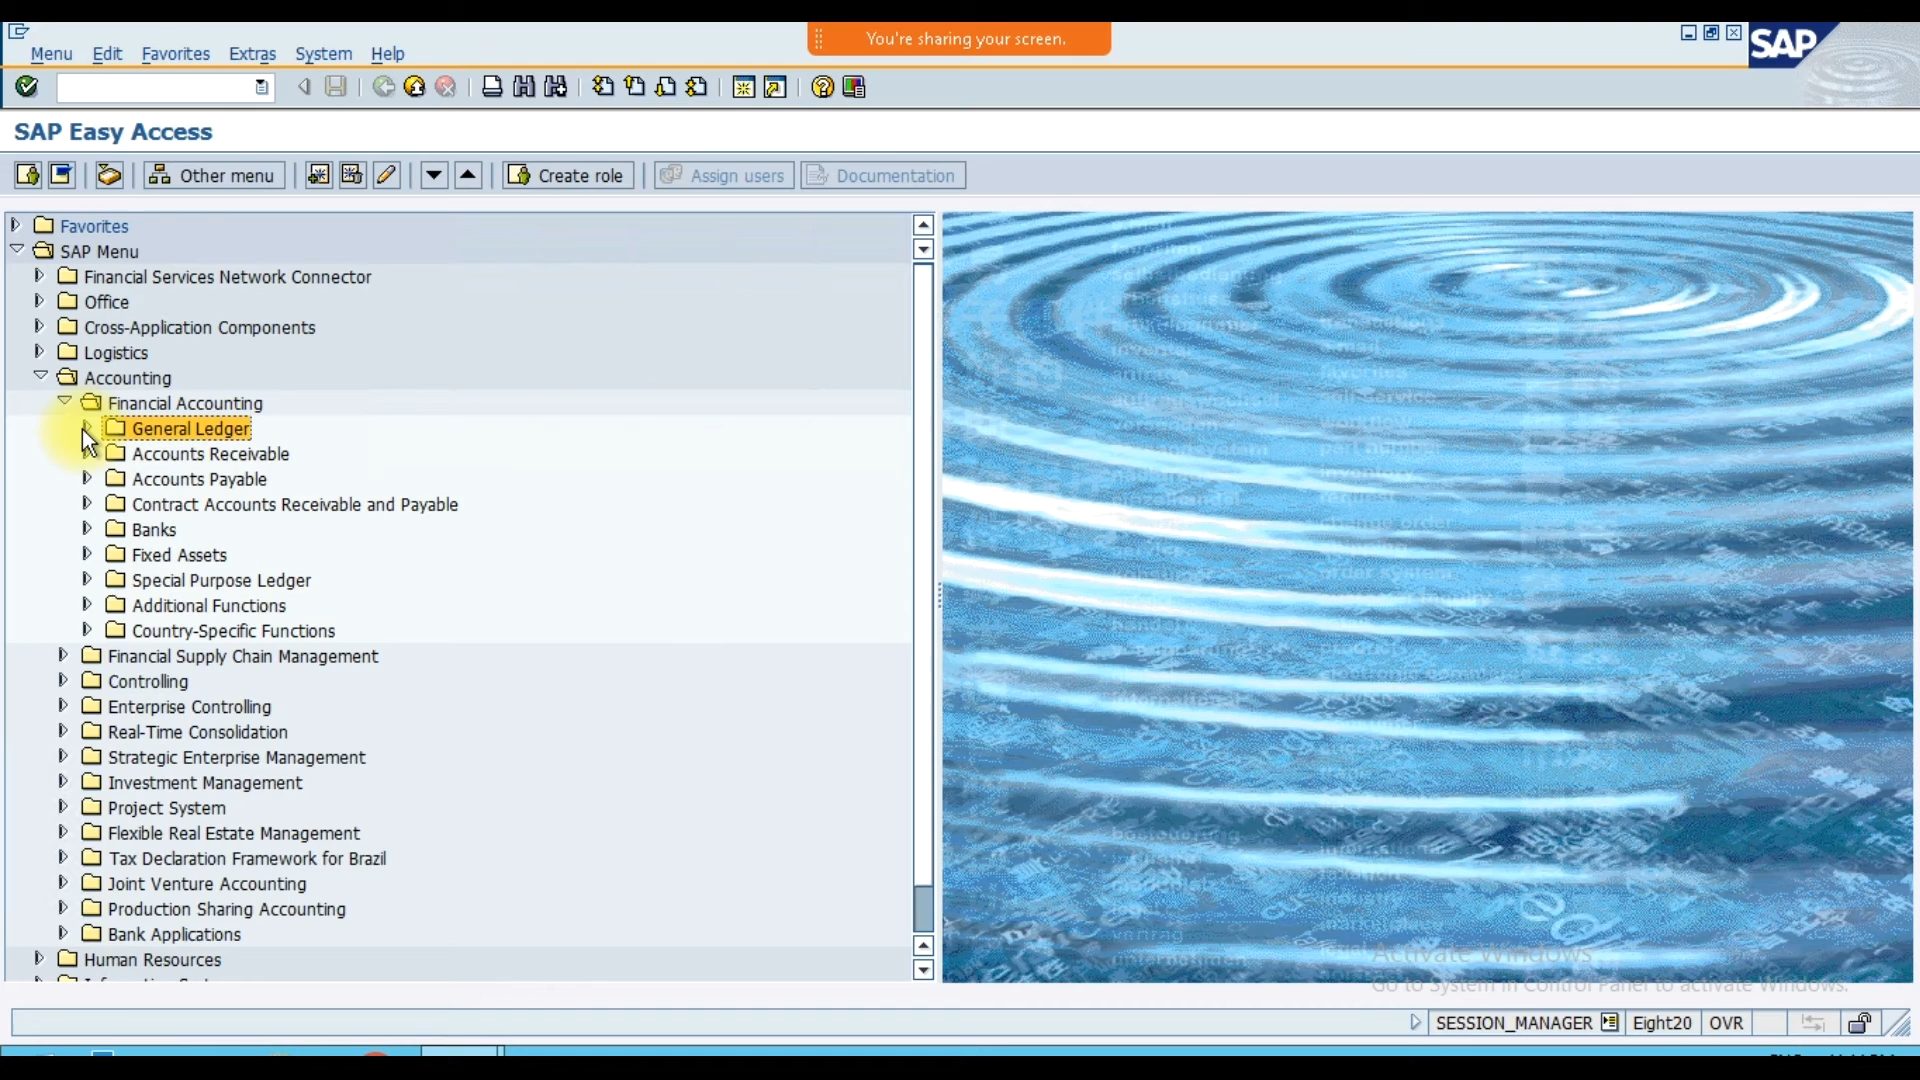 You're sharing your screen.
SAP
Menu Edit Favorites Extras System Help
SAP Easy Access
Other menu Create role Assign users Documentation
Favorites
SAP Menu
Financial Services Network Connector
Office
Cross-Application Components
Logistics
Accounting
Financial Accounting
General Ledger
Accounts Receivable
Accounts Payable
Contract Accounts Receivable and Payable
Banks
Fixed Assets
Special Purpose Ledger
Additional Functions
Country-Specific Functions
Financial Supply Chain Management
Controlling
Enterprise Controlling
Real-Time Consolidation
Strategic Enterprise Management
Investment Management
Project System
Flexible Real Estate Management
Tax Declaration Framework for Brazil
Joint Venture Accounting
Production Sharing Accounting
Bank Applications
Human Resources
Activate Windows
Go to System in Control Panel to activate Windows.
SESSION_MANAGER Eight20 OVR